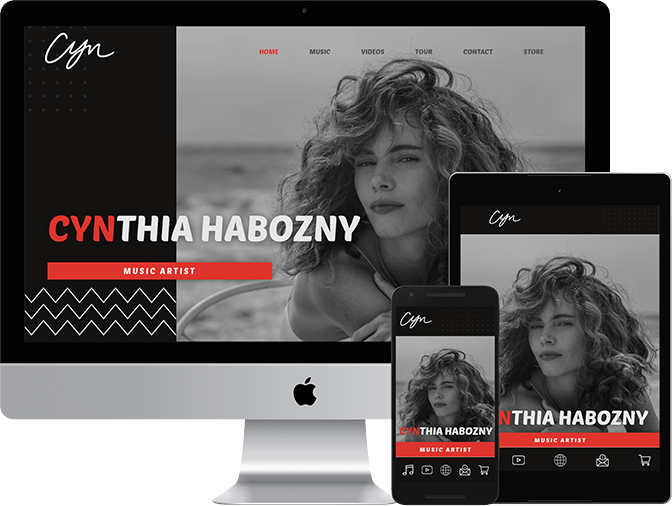 Cyn
HOME MUSIC VIDEOS TOUR CONTACT STORE
CYNTHIA HABOZNY
MUSIC ARTIST
Cyn
NTHIA HABOZNY
MUSIC ARTIST
Cyn
CYNTHIA HABOZNY
MUSIC ARTIST